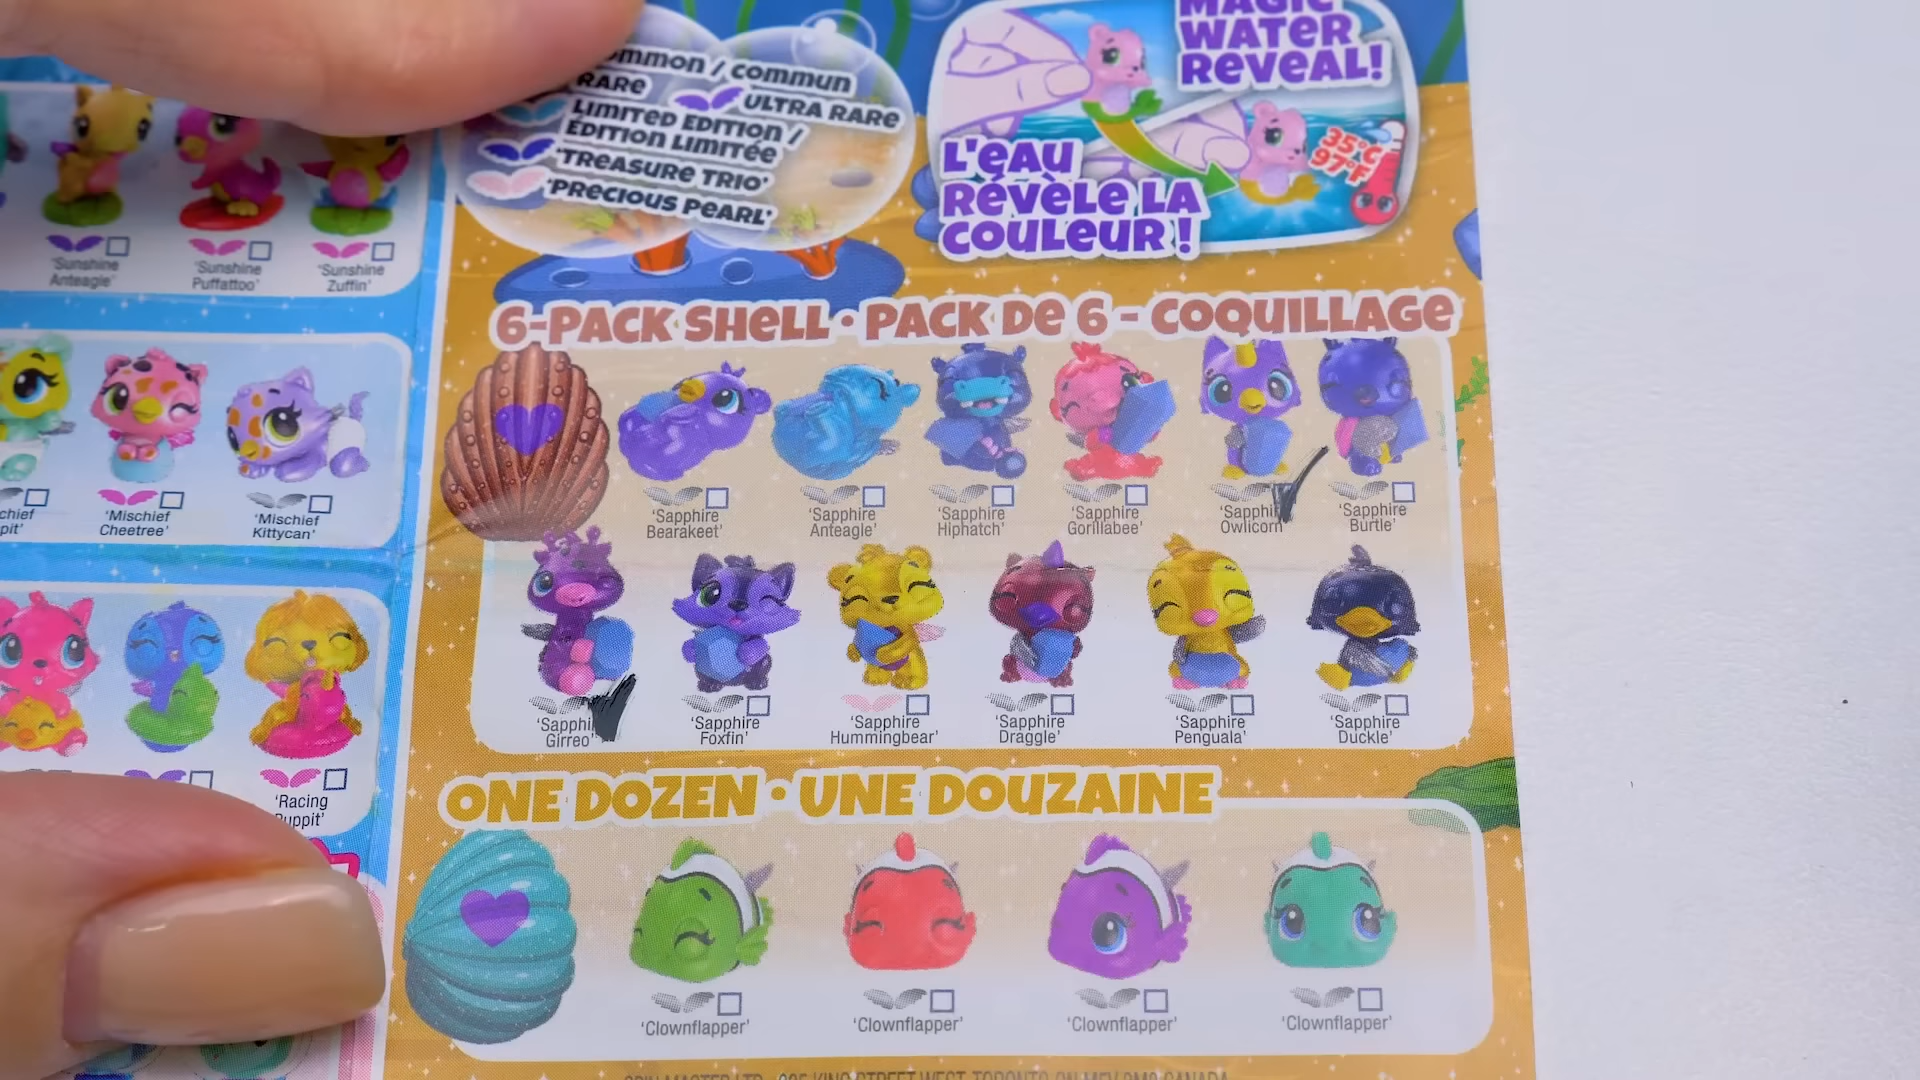 COMMUN
RARE
ULTRA RARE
LIMITED EDITION /
ÉDITION LIMITÉE
'TREASURE TRIO'
'PRECIOUS PEARL'
MAGIC
WATER
REVEAL!
L'EAU
RÉVÈLE LA
COULEUR !
35°C
97°F
'Sunshine
Anteagle'
'Sunshine
Puffattoo'
'Sunshine
Zuffin'
'Mischief
Cheetree'
'Mischief
Kittycan'
'Racing
6-PACK SHELL • PACK DE 6 - COQUILLAGE
'Sapphire
Bearakeet'
'Sapphire
Anteagle'
'Sapphire
Hiphatch'
'Sapphire
Gorillabee'
'Sapphire
Owlicorn'
'Sapphire
Burtle'
'Sapphire
Girreo'
'Sapphire
Foxfin'
'Sapphire
Hummingbear'
'Sapphire
Draggle'
'Sapphire
Penguala'
'Sapphire
Duckle'
ONE DOZEN • UNE DOUZAINE
'Clownflapper'
'Clownflapper'
'Clownflapper'
'Clownflapper'